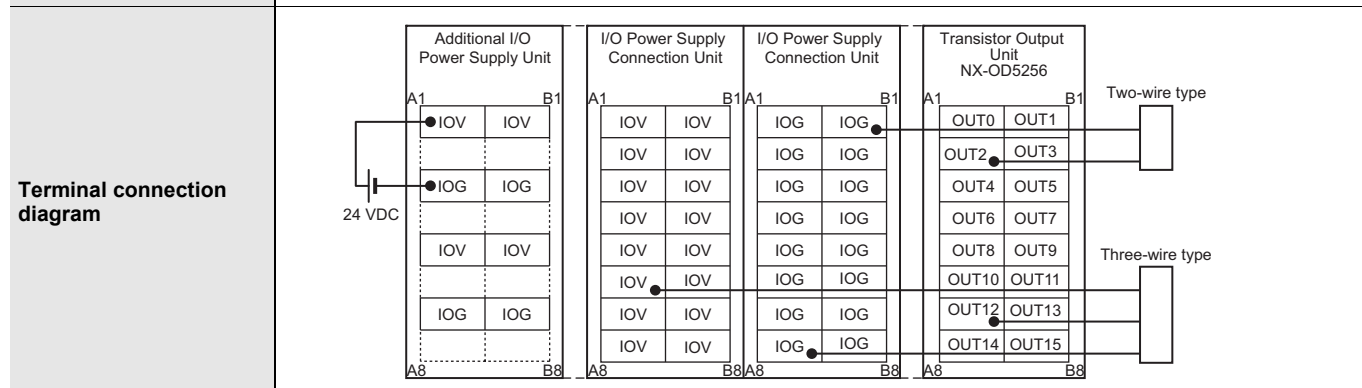 Terminal connection
diagram
Additional I/O
Power Supply Unit
A1 B1
IOV IOV
IOG IOG
IOV IOV
IOG IOG
A8 B8
24 VDC
I/O Power Supply
Connection Unit
A1 B1
IOV IOV
IOV IOV
IOV IOV
IOV IOV
IOV IOV
IOV IOV
IOV IOV
IOV IOV
A8 B8
I/O Power Supply
Connection Unit
A1 B1
IOG IOG
IOG IOG
IOG IOG
IOG IOG
IOG IOG
IOG IOG
IOG IOG
IOG IOG
A8 B8
Transistor Output
Unit
NX-OD5256
A1 B1
OUT0 OUT1
OUT2 OUT3
OUT4 OUT5
OUT6 OUT7
OUT8 OUT9
OUT10 OUT11
OUT12 OUT13
OUT14 OUT15
A8 B8
Two-wire type
Three-wire type